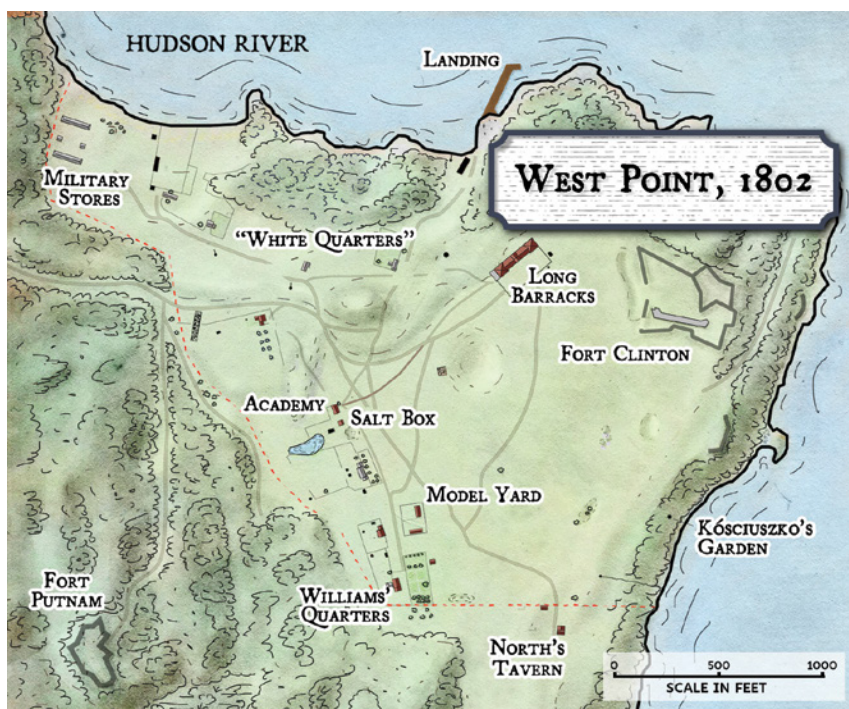 HUDSON RIVER
LANDING
WEST POINT, 1802
MILITARY
STORES
"WHITE QUARTERS"
LONG
BARRACKS
FORT CLINTON
ACADEMY
SALT BOX
MODEL YARD
KÓSCIUSZKO'S
GARDEN
FORT
PUTNAM
WILLIAMS'
QUARTERS
NORTH'S
TAVERN
0 500 1000
SCALE IN FEET